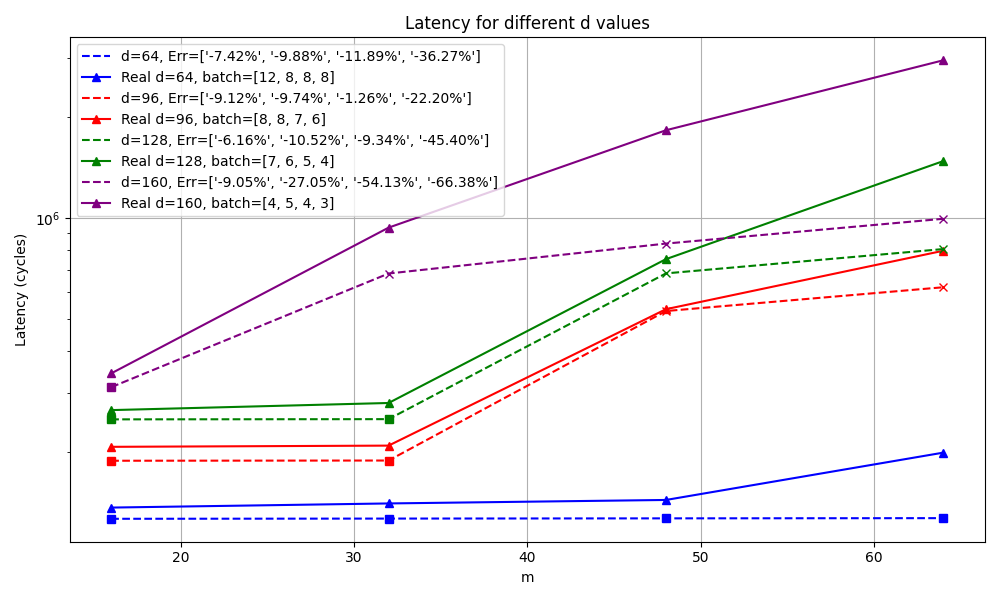 Latency for different d values
d=64, Err=['-7.42%', '-9.88%', '-11.89%', '-36.27%']
Real d=64, batch=[12, 8, 8, 8]
d=96, Err=['-9.12%', '-9.74%', '-1.26%', '-22.20%']
Real d=96, batch=[8, 8, 7, 6]
d=128, Err=['-6.16%', '-10.52%', '-9.34%', '-45.40%']
Real d=128, batch=[7, 6, 5, 4]
d=160, Err=['-9.05%', '-27.05%', '-54.13%', '-66.38%']
Real d=160, batch=[4, 5, 4, 3]
10⁶
Latency (cycles)
20 30 40 50 60
m